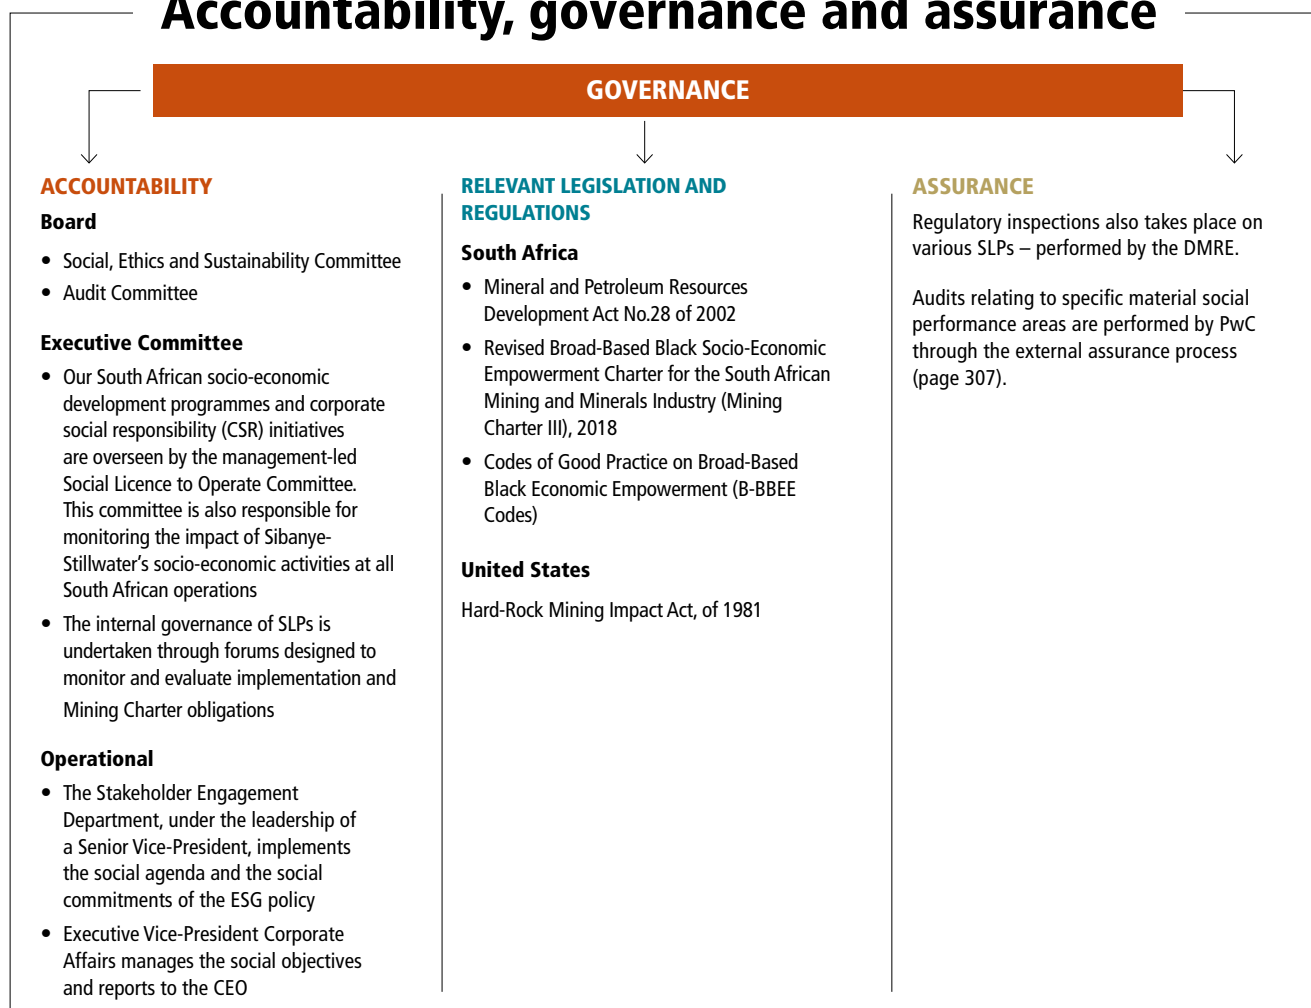 Accountability, governance and assurance
GOVERNANCE
ACCOUNTABILITY
Board
• Social, Ethics and Sustainability Committee
• Audit Committee
Executive Committee
• Our South African socio-economic
development programmes and corporate
social responsibility (CSR) initiatives
are overseen by the management-led
Social Licence to Operate Committee.
This committee is also responsible for
monitoring the impact of Sibanye-
Stillwater's socio-economic activities at all
South African operations
• The internal governance of SLPs is
undertaken through forums designed to
monitor and evaluate implementation and
Mining Charter obligations
Operational
• The Stakeholder Engagement
Department, under the leadership of
a Senior Vice-President, implements
the social agenda and the social
commitments of the ESG policy
• Executive Vice-President Corporate
Affairs manages the social objectives
and reports to the CEO
RELEVANT LEGISLATION AND
REGULATIONS
South Africa
• Mineral and Petroleum Resources
Development Act No.28 of 2002
• Revised Broad-Based Black Socio-Economic
Empowerment Charter for the South African
Mining and Minerals Industry (Mining
Charter III), 2018
• Codes of Good Practice on Broad-Based
Black Economic Empowerment (B-BBEE
Codes)
United States
Hard-Rock Mining Impact Act, of 1981
ASSURANCE
Regulatory inspections also takes place on
various SLPs – performed by the DMRE.
Audits relating to specific material social
performance areas are performed by PwC
through the external assurance process
(page 307).